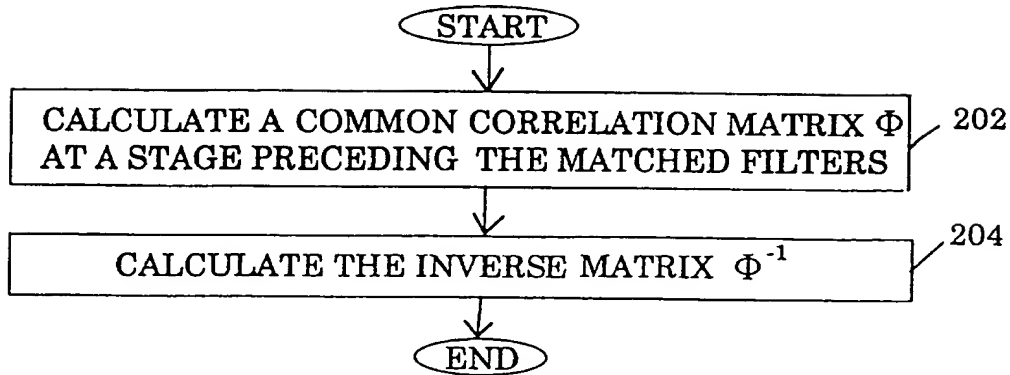 START
CALCULATE A COMMON CORRELATION MATRIX Φ
AT A STAGE PRECEDING THE MATCHED FILTERS
202
CALCULATE THE INVERSE MATRIX Φ⁻¹
204
END